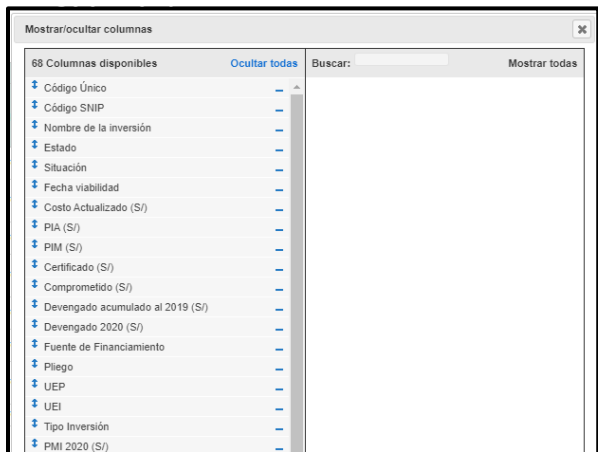 Mostrar/ocultar columnas
68 Columnas disponibles Ocultar todas Buscar: Mostrar todas
Código Único
Código SNIP
Nombre de la inversión
Estado
Situación
Fecha viabilidad
Costo Actualizado (S/)
PIA (S/)
PIM (S/)
Certificado (S/)
Comprometido (S/)
Devengado acumulado al 2019 (S/)
Devengado 2020 (S/)
Fuente de Financiamiento
Pliego
UEP
UEI
Tipo Inversión
PMI 2020 (S/)